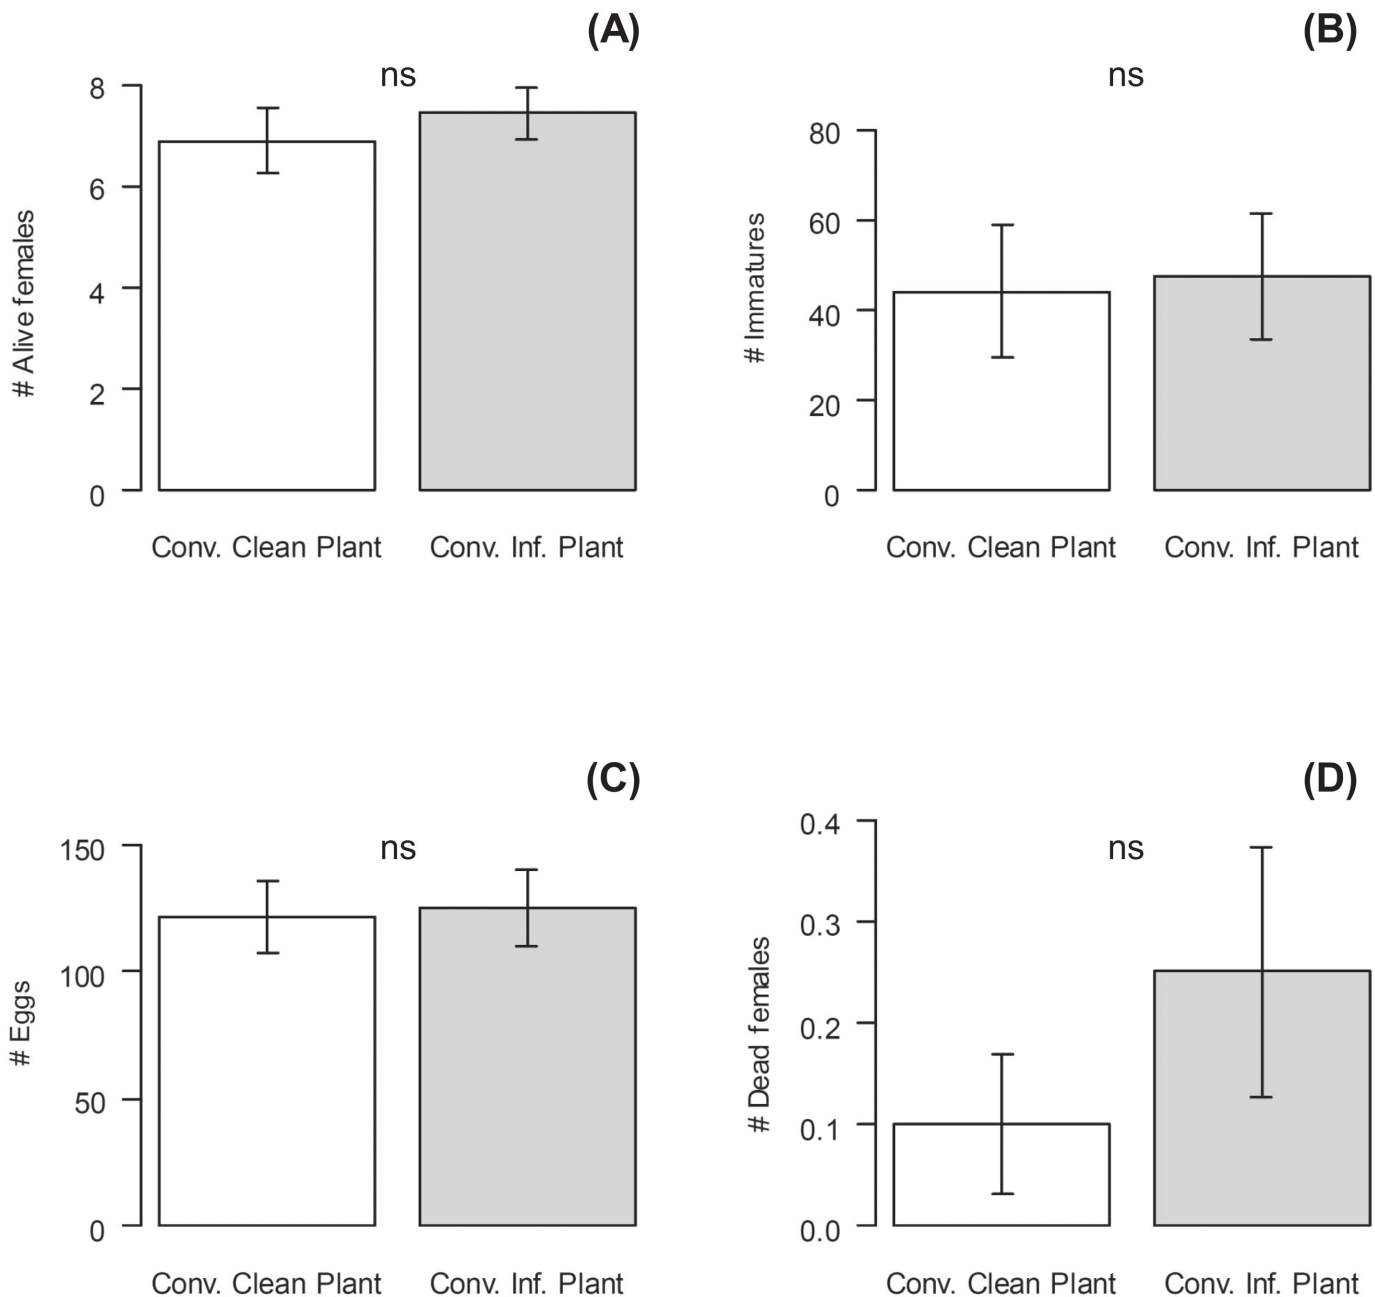 (A)
ns
8
6
4
2
0
# Alive females
Conv. Clean Plant
Conv. Inf. Plant
(B)
ns
80
60
40
20
0
# Immatures
Conv. Clean Plant
Conv. Inf. Plant
(C)
ns
150
100
50
0
# Eggs
Conv. Clean Plant
Conv. Inf. Plant
(D)
ns
0.4
0.3
0.2
0.1
0.0
# Dead females
Conv. Clean Plant
Conv. Inf. Plant